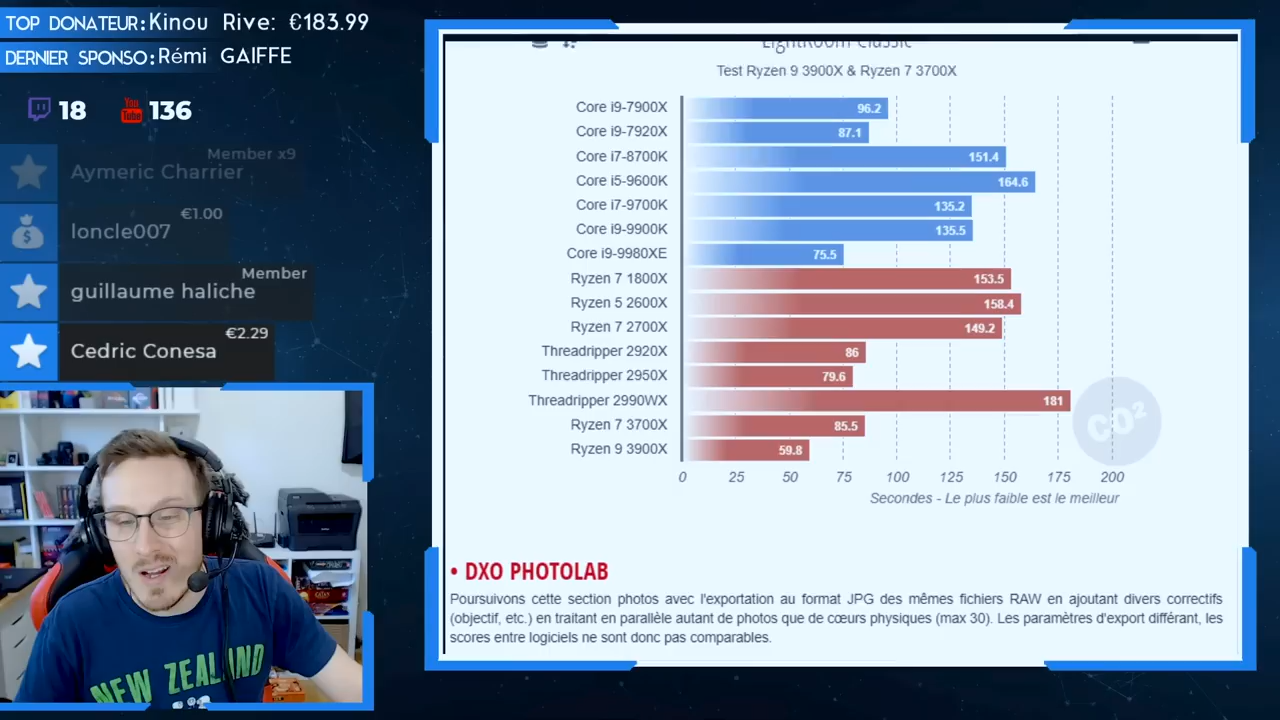 TOP DONATEUR: Kinou Rive: €183.99
DERNIER SPONSO: Rémi GAIFFE
18
You Tube 136
Member x9
Aymeric Charrier
€1.00
loncle007
Member
guillaume haliche
€2.29
Cedric Conesa
NEW ZEALAND
LightRoom Classic
Test Ryzen 9 3900X & Ryzen 7 3700X
Core i9-7900X 96.2
Core i9-7920X 87.1
Core i7-8700K 151.4
Core i5-9600K 164.6
Core i7-9700K 135.2
Core i9-9900K 135.5
Core i9-9980XE 75.5
Ryzen 7 1800X 153.5
Ryzen 5 2600X 158.4
Ryzen 7 2700X 149.2
Threadripper 2920X 86
Threadripper 2950X 79.6
Threadripper 2990WX 181
Ryzen 7 3700X 85.5
Ryzen 9 3900X 59.8
CO²
0 25 50 75 100 125 150 175 200
Secondes - Le plus faible est le meilleur
• DXO PHOTOLAB
Poursuivons cette section photos avec l'exportation au format JPG des mêmes fichiers RAW en ajoutant divers correctifs
(objectif, etc.) en traitant en parallèle autant de photos que de cœurs physiques (max 30). Les paramètres d'export différant, les
scores entre logiciels ne sont donc pas comparables.